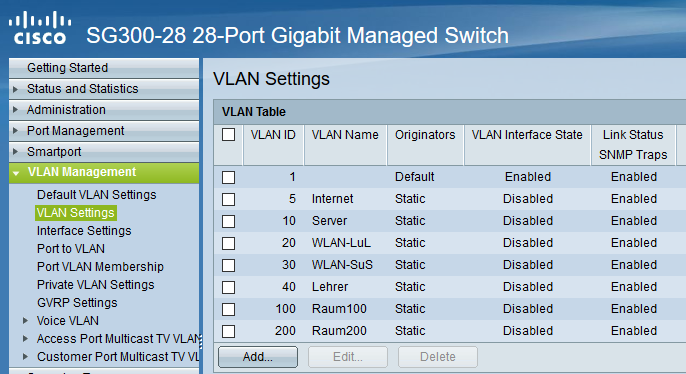 CISCO SG300-28 28-Port Gigabit Managed Switch
Getting Started
Status and Statistics
Administration
Port Management
Smartport
VLAN Management
Default VLAN Settings
VLAN Settings
Interface Settings
Port to VLAN
Port VLAN Membership
Private VLAN Settings
GVRP Settings
Voice VLAN
Access Port Multicast TV VLAN
Customer Port Multicast TV VL
VLAN Settings
VLAN Table
VLAN ID VLAN Name Originators VLAN Interface State Link Status
SNMP Traps
1 Default Enabled Enabled
5 Internet Static Disabled Enabled
10 Server Static Disabled Enabled
20 WLAN-LuL Static Disabled Enabled
30 WLAN-SuS Static Disabled Enabled
40 Lehrer Static Disabled Enabled
100 Raum100 Static Disabled Enabled
200 Raum200 Static Disabled Enabled
Add... Edit... Delete